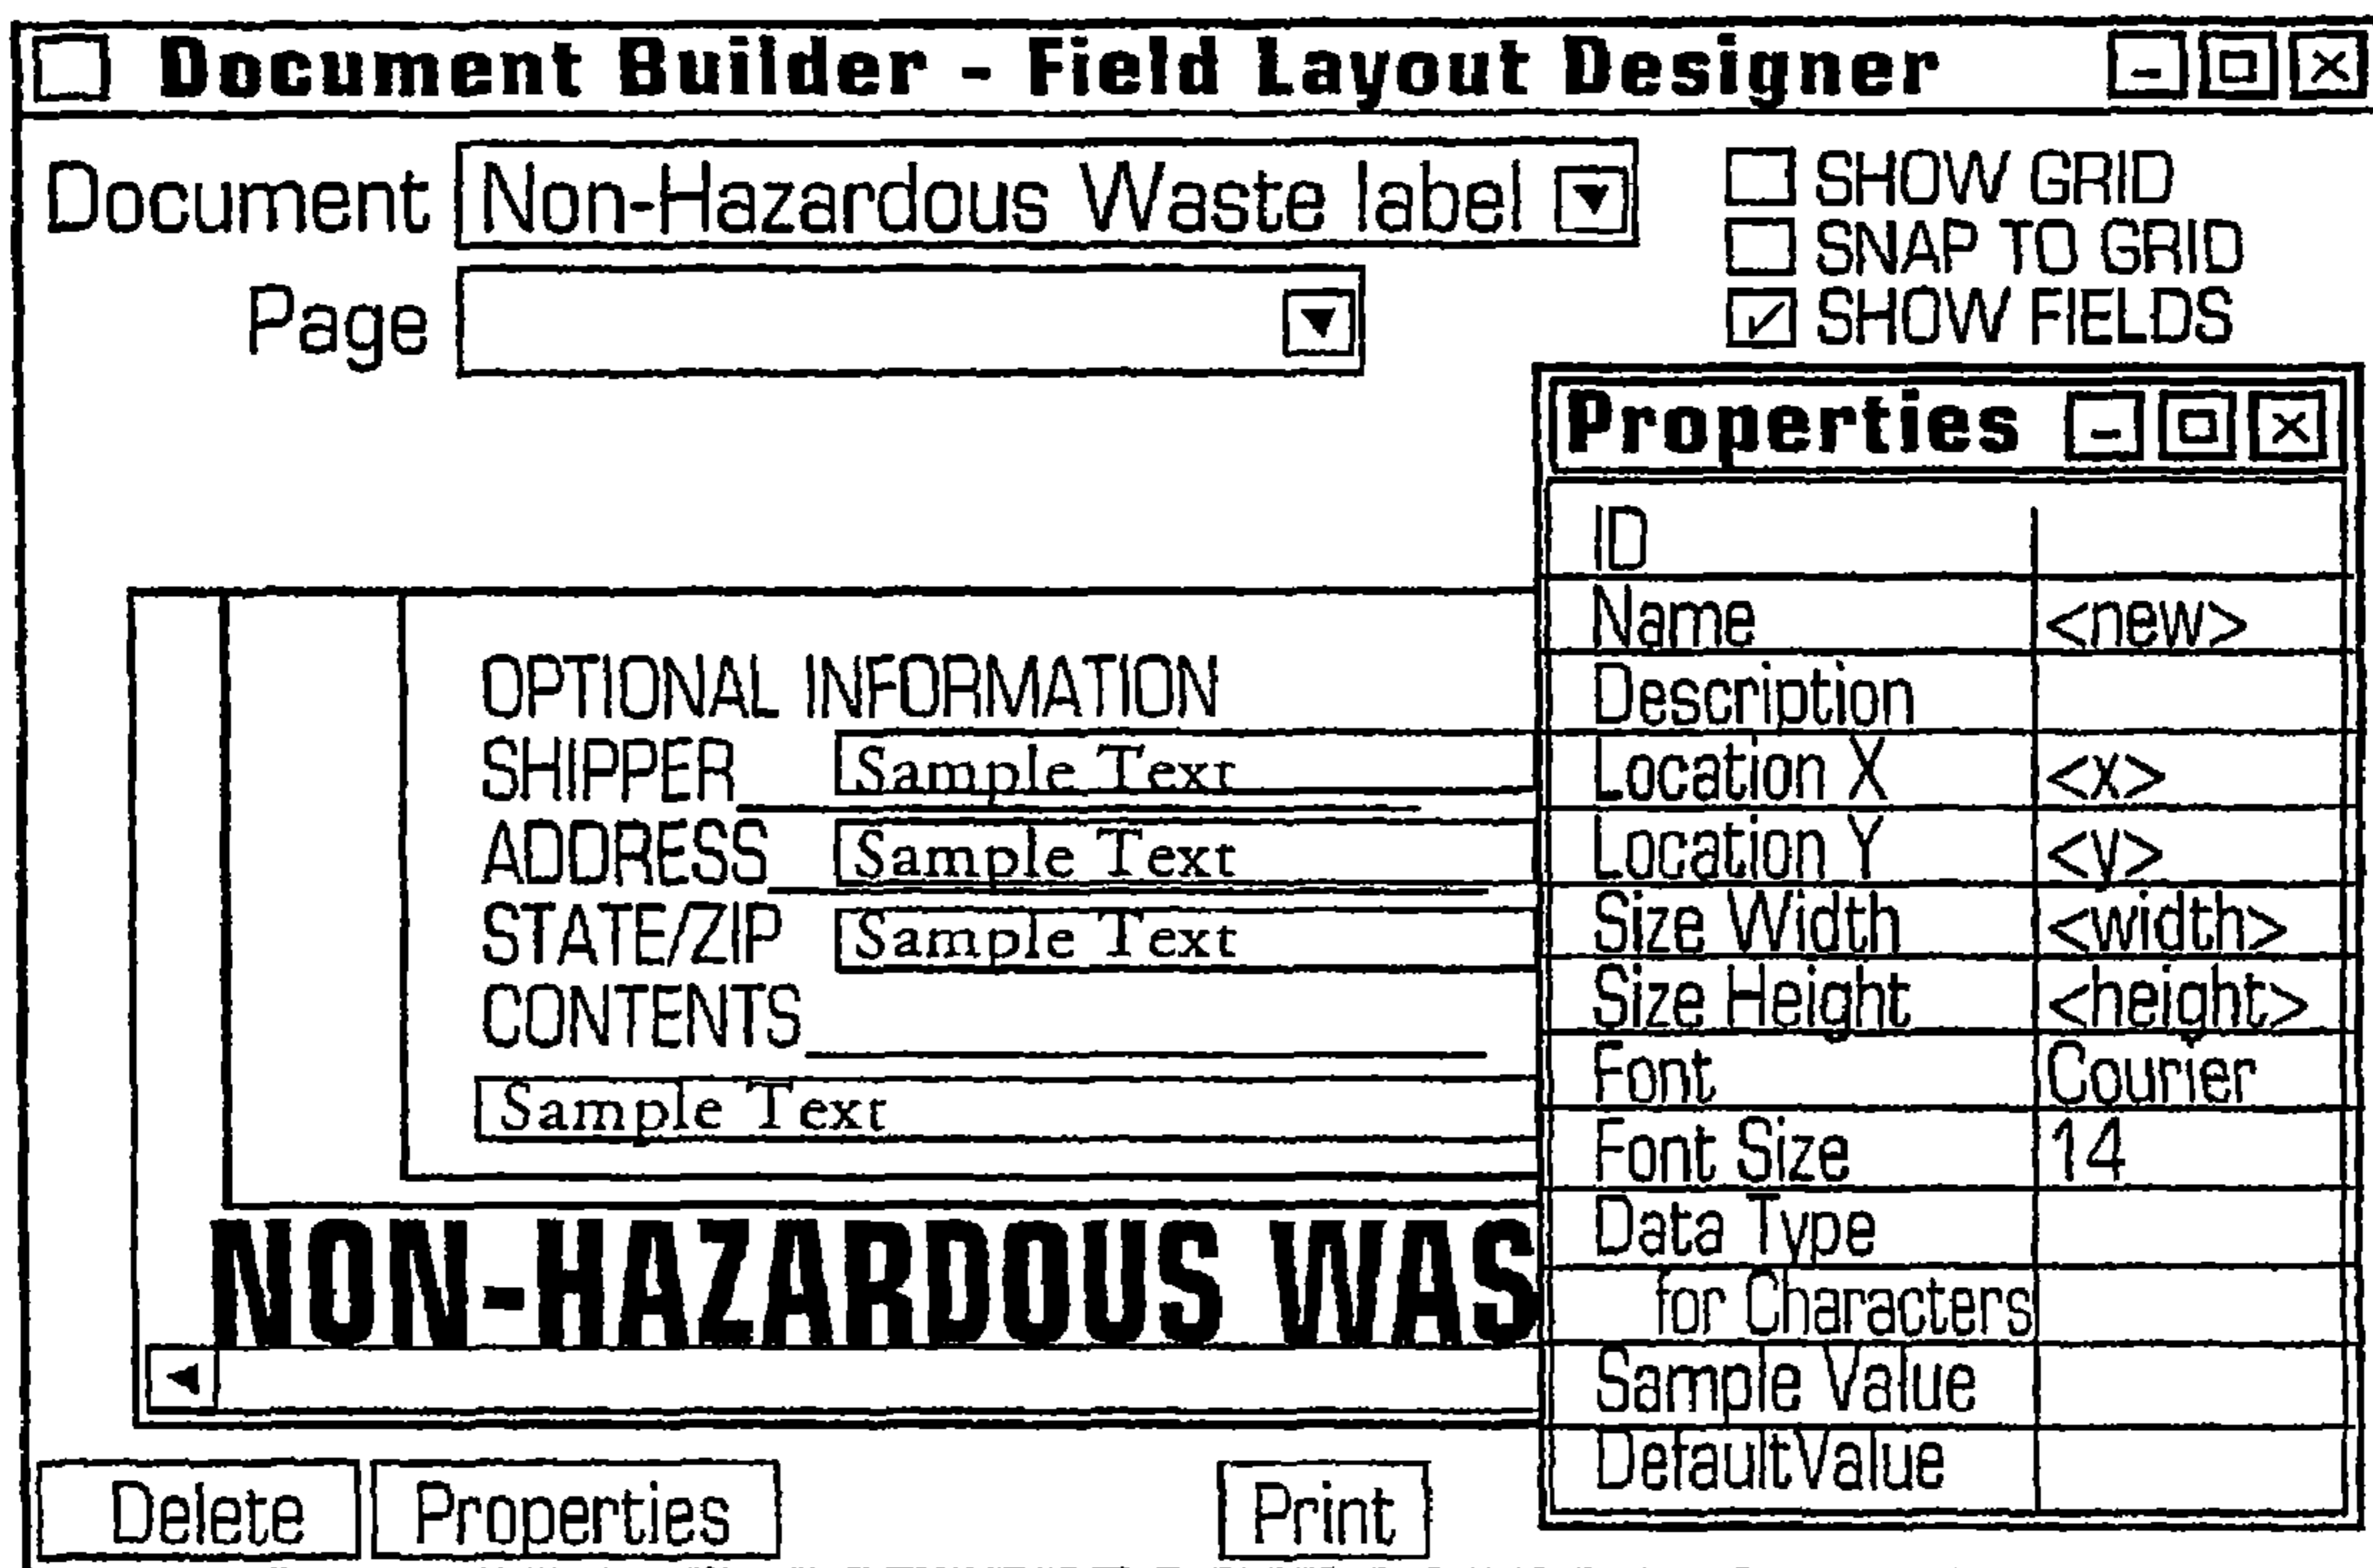 Document Builder - Field Layout Designer
Document Non-Hazardous Waste label
Page
SHOW GRID
SNAP TO GRID
SHOW FIELDS
OPTIONAL INFORMATION
SHIPPER Sample Text
ADDRESS Sample Text
STATE/ZIP Sample Text
CONTENTS
Sample Text
NON-HAZARDOUS WAS
Properties
ID
Name <new>
Description
Location X <x>
Location Y <y>
Size Width <width>
Size Height <height>
Font Courier
Font Size 14
Data Type
for Characters
Sample Value
DefaultValue
Delete Properties Print